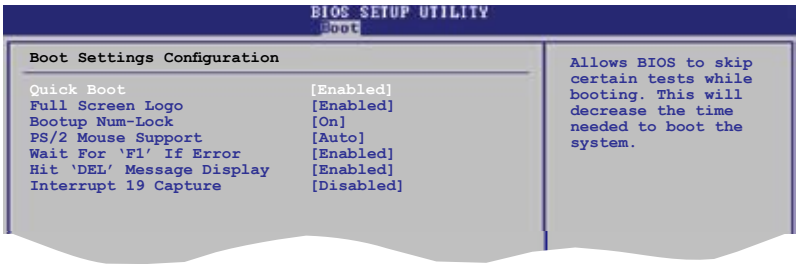 BIOS SETUP UTILITY
Boot
Boot Settings Configuration
Quick Boot [Enabled]
Full Screen Logo [Enabled]
Bootup Num-Lock [On]
PS/2 Mouse Support [Auto]
Wait For ‘F1’ If Error [Enabled]
Hit ‘DEL’ Message Display [Enabled]
Interrupt 19 Capture [Disabled]
Allows BIOS to skip
certain tests while
booting. This will
decrease the time
needed to boot the
system.